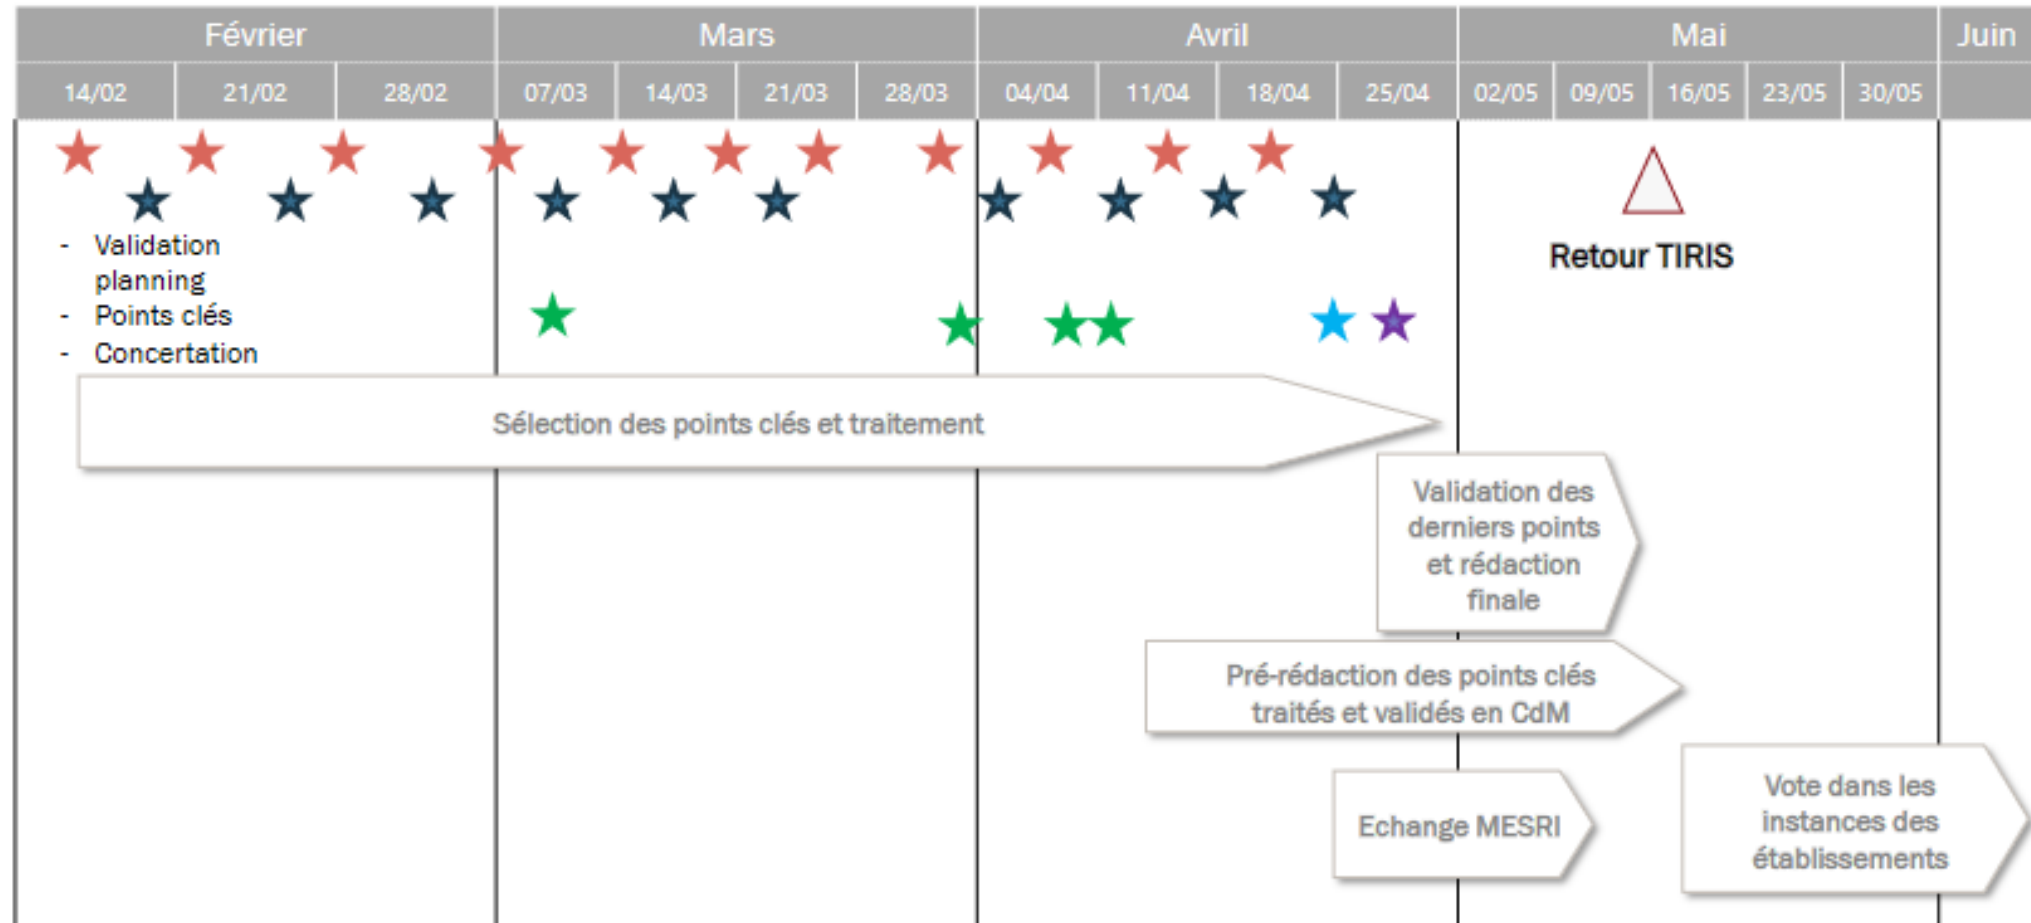 Février
Mars
Avril
Mai
Juin
14/02
21/02
28/02
07/03
14/03
21/03
28/03
04/04
11/04
18/04
25/04
02/05
09/05
16/05
23/05
30/05
- Validation
planning
- Points clés
- Concertation
Retour TIRIS
Sélection des points clés et traitement
Validation des
derniers points
et rédaction
finale
Pré-rédaction des points clés
traités et validés en CdM
Echange MESRI
Vote dans les
instances des
établissements